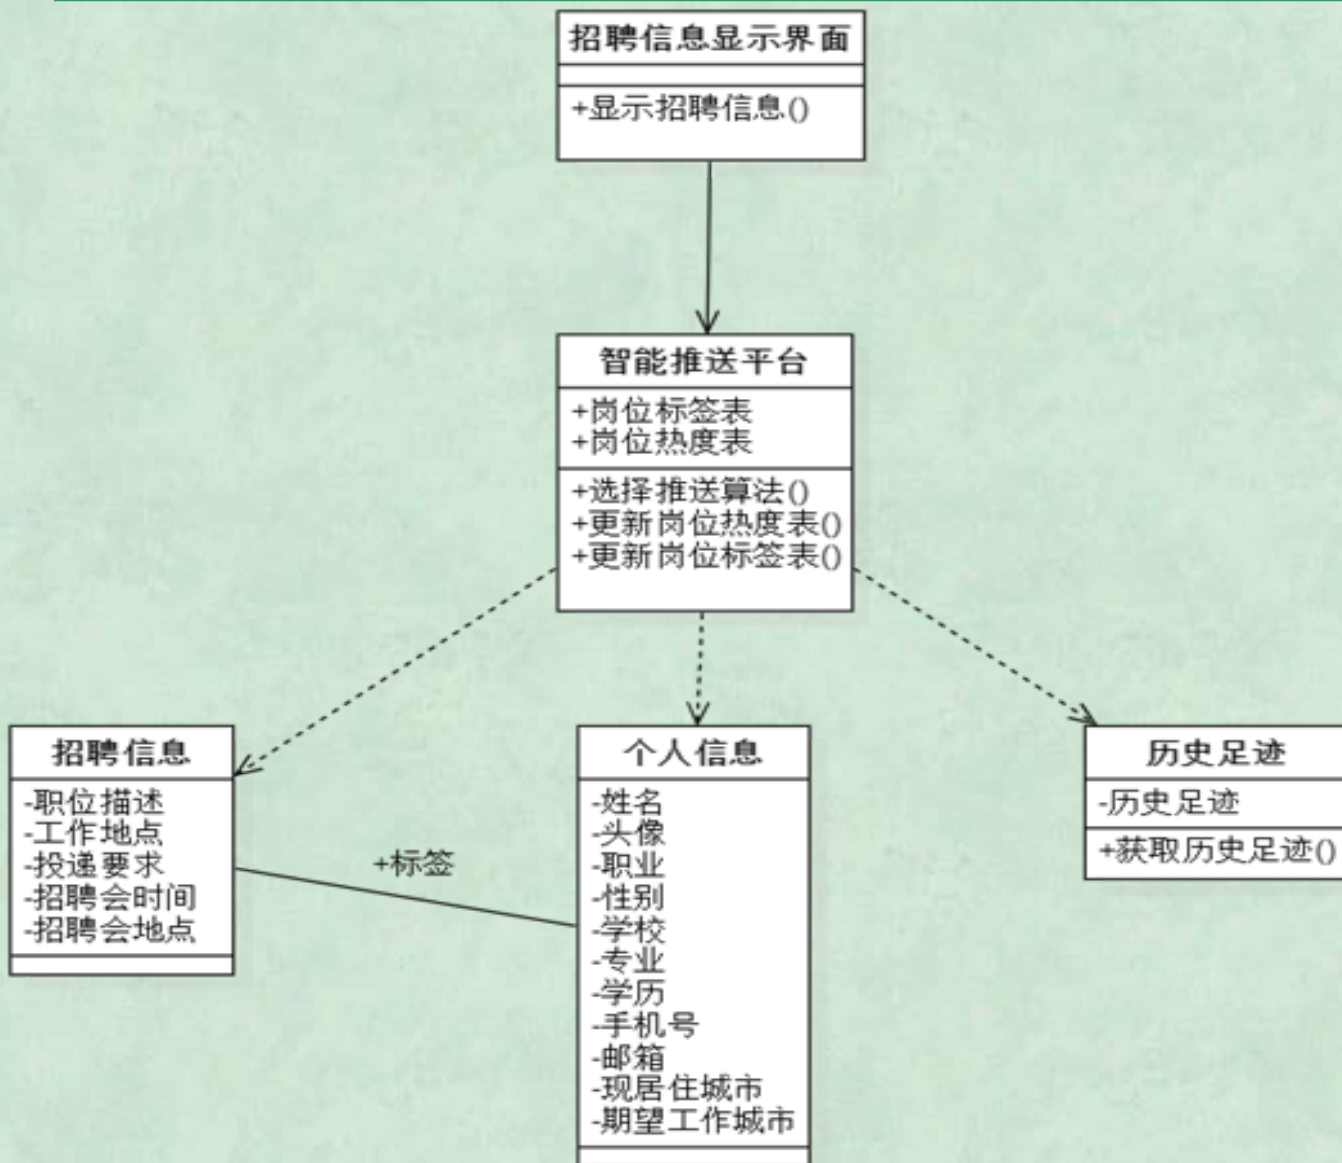 招聘信息显示界面
+显示招聘信息()
智能推送平台
+岗位标签表
+岗位热度表
+选择推送算法()
+更新岗位热度表()
+更新岗位标签表()
招聘信息
-职位描述
-工作地点
-投递要求
-招聘会时间
-招聘会地点
+标签
个人信息
-姓名
-头像
-职业
-性别
-学校
-专业
-学历
-手机号
-邮箱
-现居住城市
-期望工作城市
历史足迹
-历史足迹
+获取历史足迹()